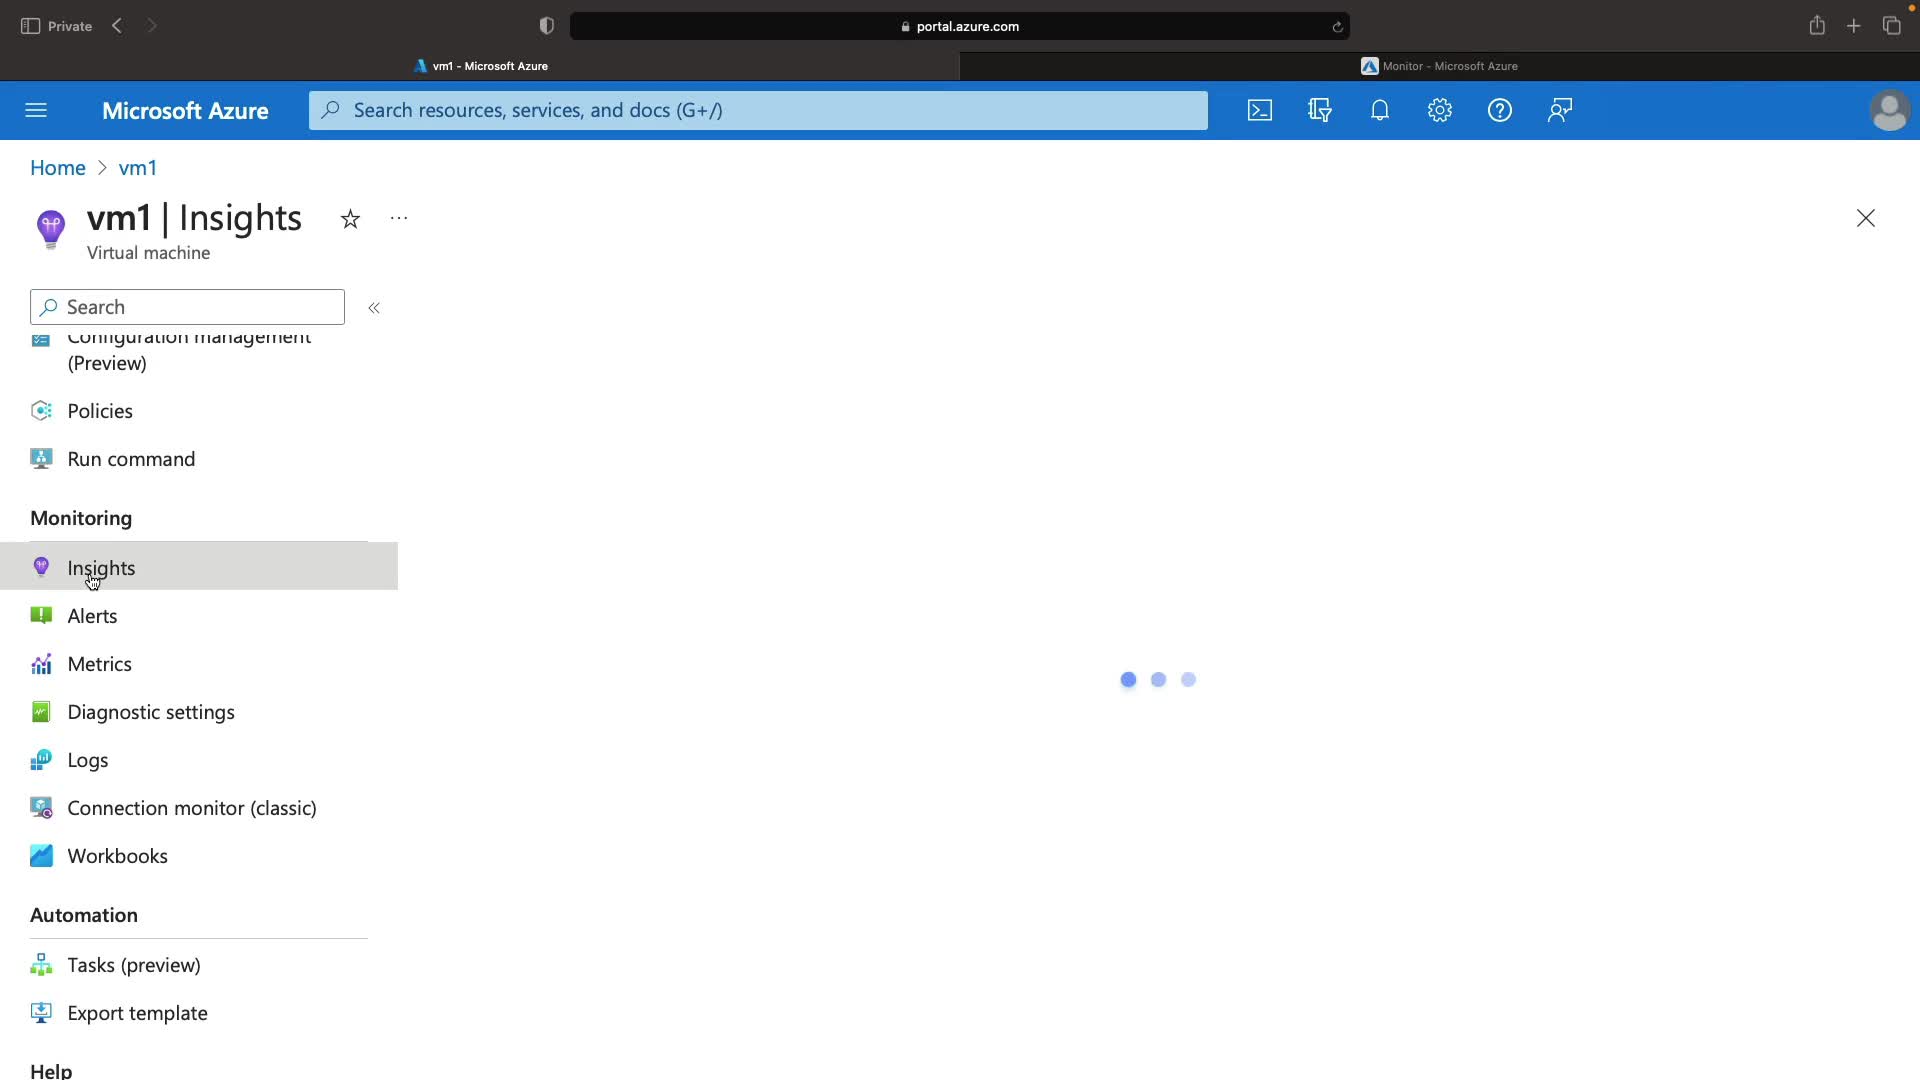 Private
portal.azure.com
vm1 - Microsoft Azure
Monitor - Microsoft Azure
Microsoft Azure
Search resources, services, and docs (G+/)
Home > vm1
vm1 | Insights
Virtual machine
Search
Configuration management
(Preview)
Policies
Run command
Monitoring
Insights
Alerts
Metrics
Diagnostic settings
Logs
Connection monitor (classic)
Workbooks
Automation
Tasks (preview)
Export template
Help